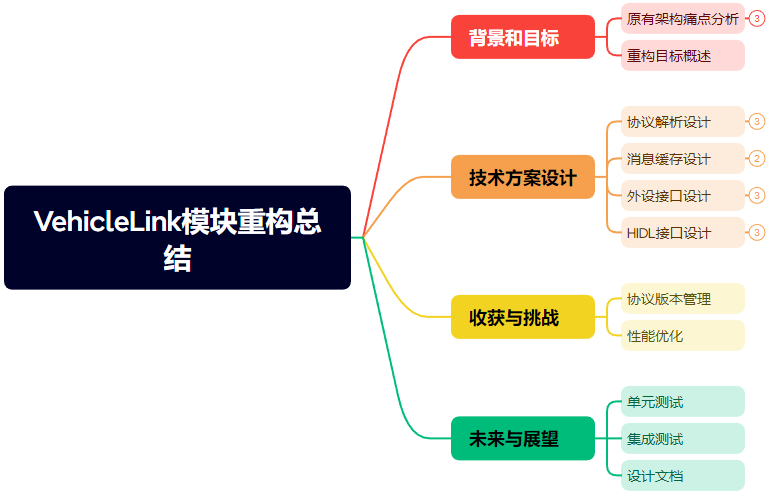 VehicleLink模块重构总
结
背景和目标
原有架构痛点分析 3
重构目标概述
技术方案设计
协议解析设计 3
消息缓存设计 2
外设接口设计 3
HIDL接口设计 3
收获与挑战
协议版本管理
性能优化
未来与展望
单元测试
集成测试
设计文档